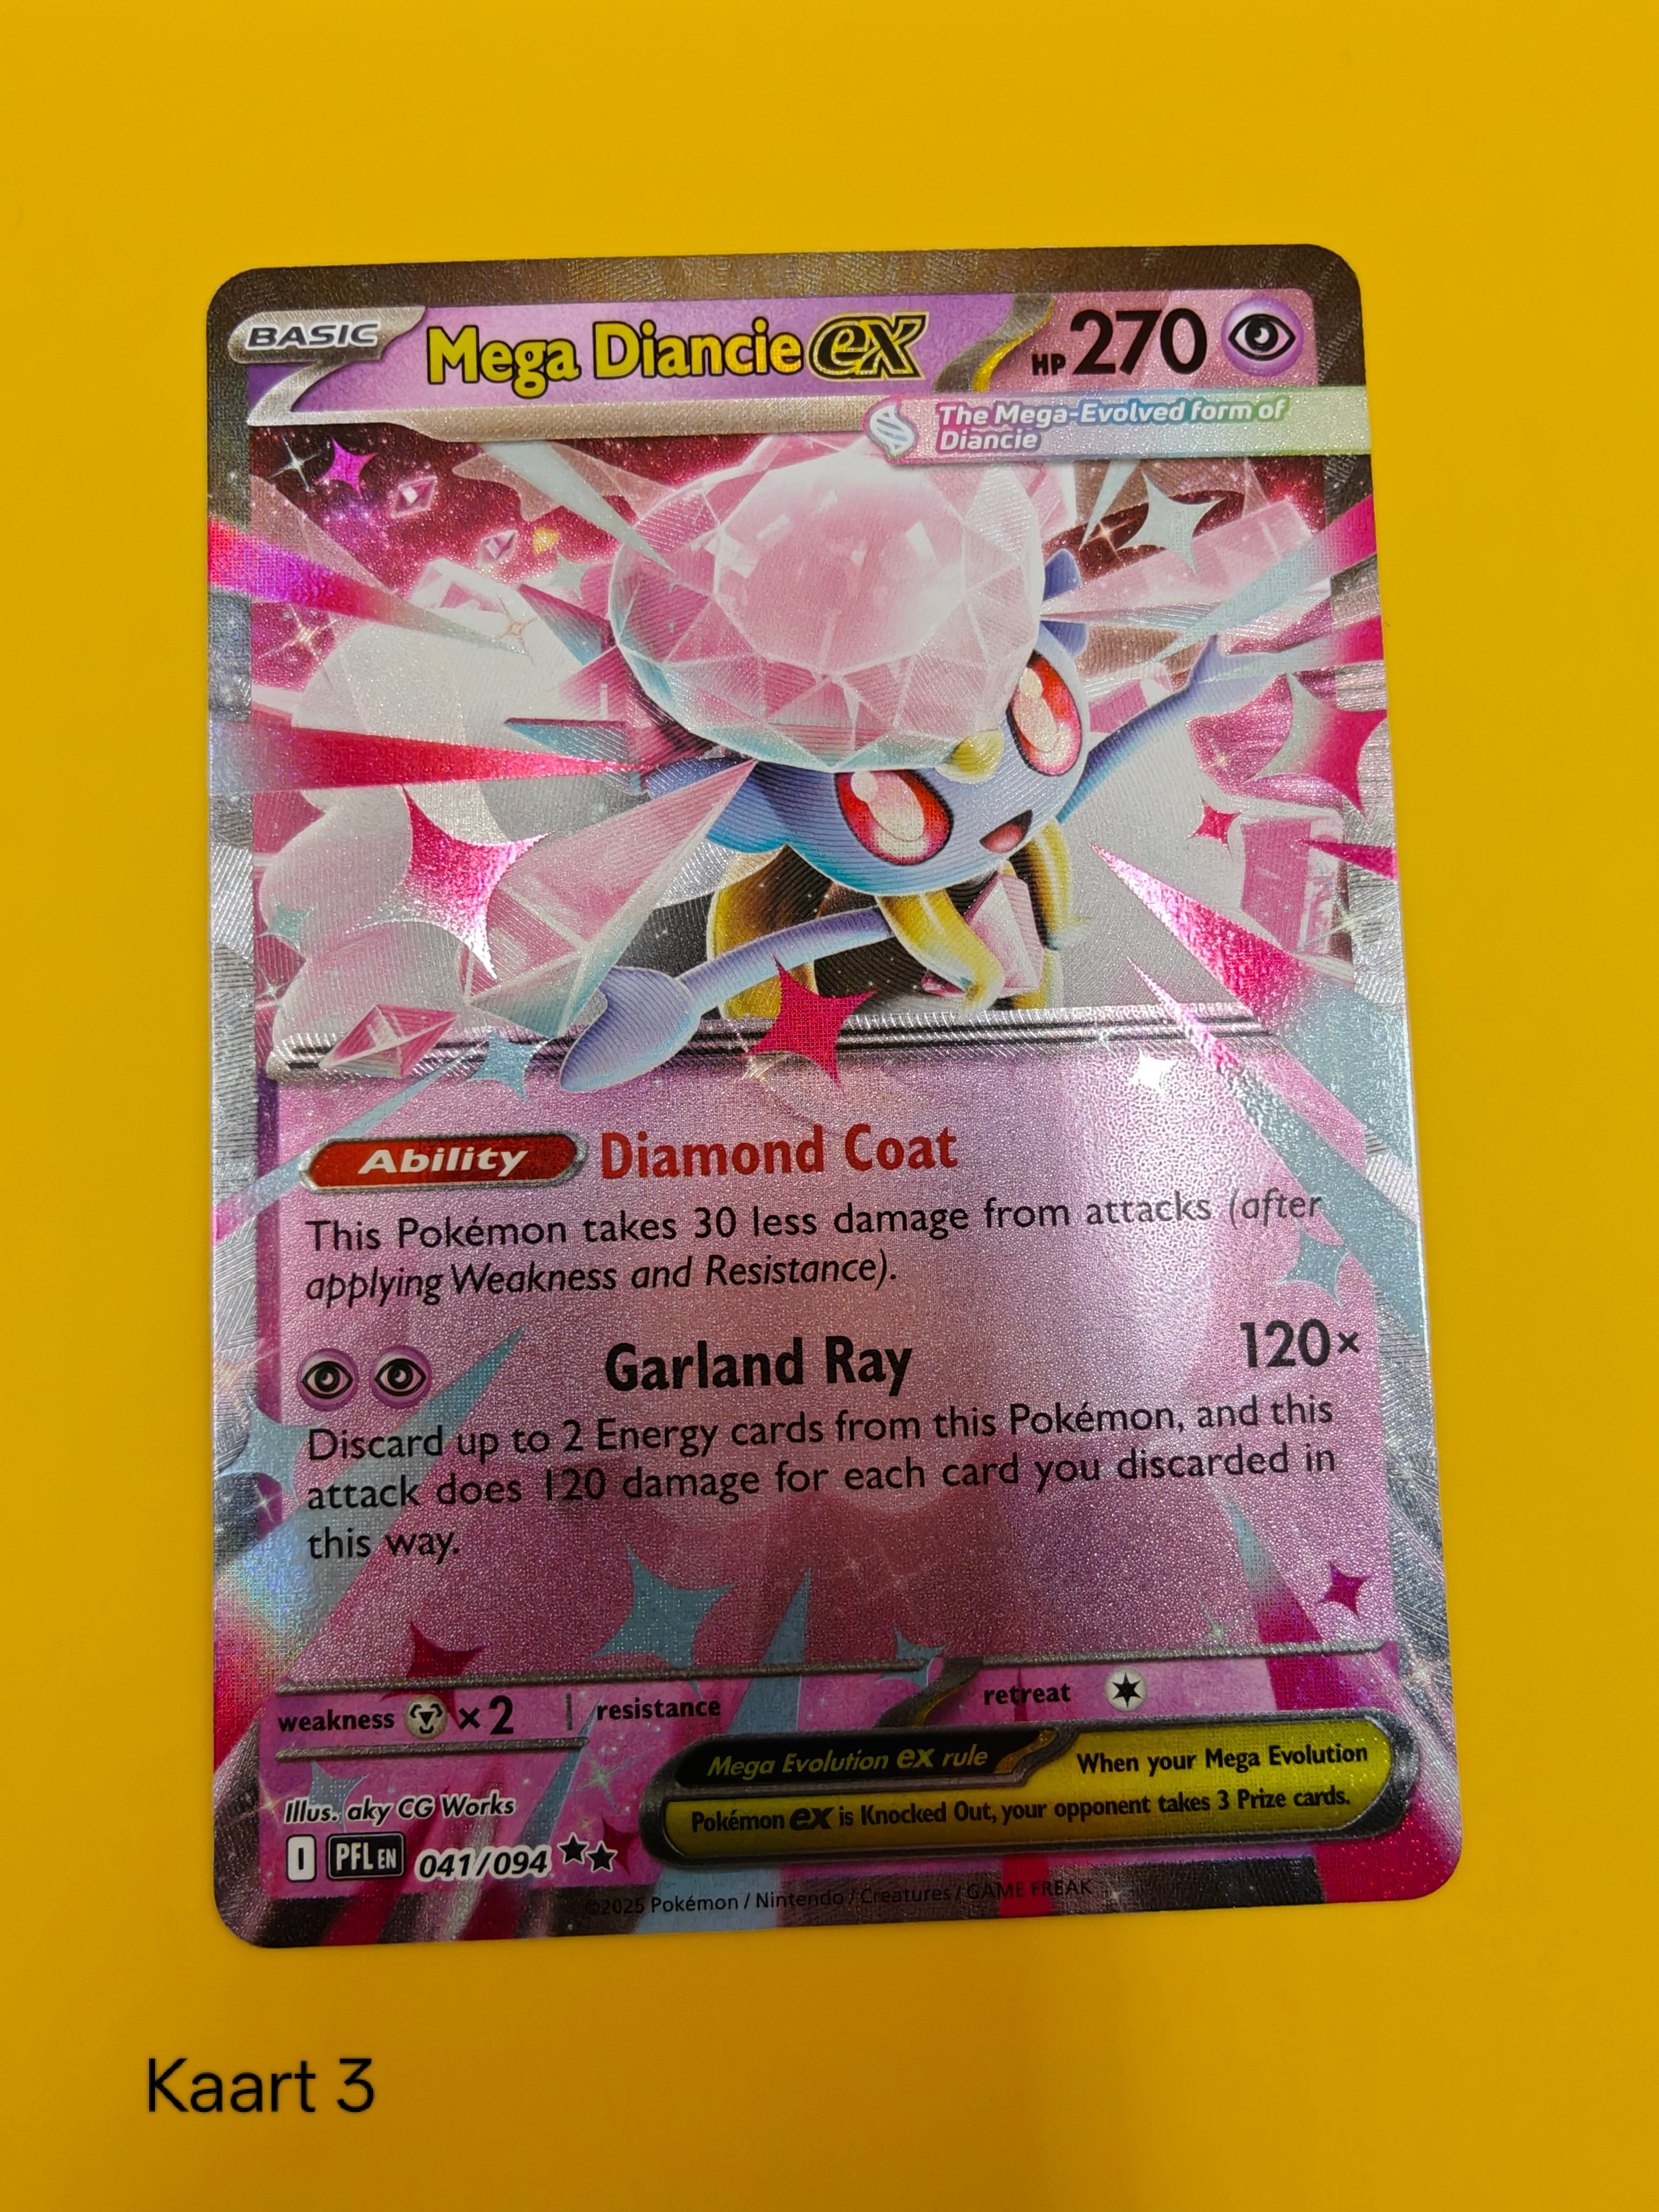 BASIC
Mega Diancie ex
HP 270
The Mega-Evolved form of
Diancie
Ability Diamond Coat
This Pokémon takes 30 less damage from attacks (after
applying Weakness and Resistance).
Garland Ray 120×
Discard up to 2 Energy cards from this Pokémon, and this
attack does 120 damage for each card you discarded in
this way.
weakness ×2 resistance retreat
Mega Evolution ex rule When your Mega Evolution
Pokémon ex is Knocked Out, your opponent takes 3 Prize cards.
Illus. aky CG Works
I PFL EN 041/094
©2025 Pokémon / Nintendo / Creatures / GAME FREAK
Kaart 3